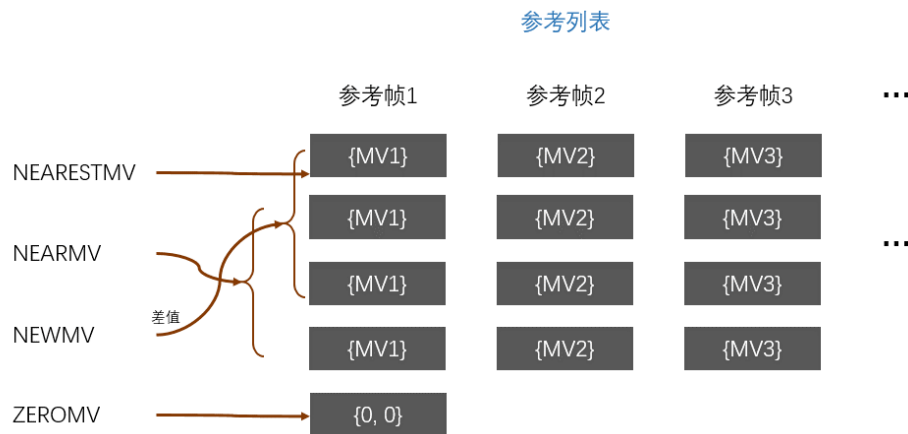 参考列表
参考帧1 参考帧2 参考帧3 ...
{MV1} {MV2} {MV3}
NEARESTMV
{MV1} {MV2} {MV3}
NEARMV ...
{MV1} {MV2} {MV3}
差值
NEWMV
{MV1} {MV2} {MV3}
ZEROMV {0, 0}